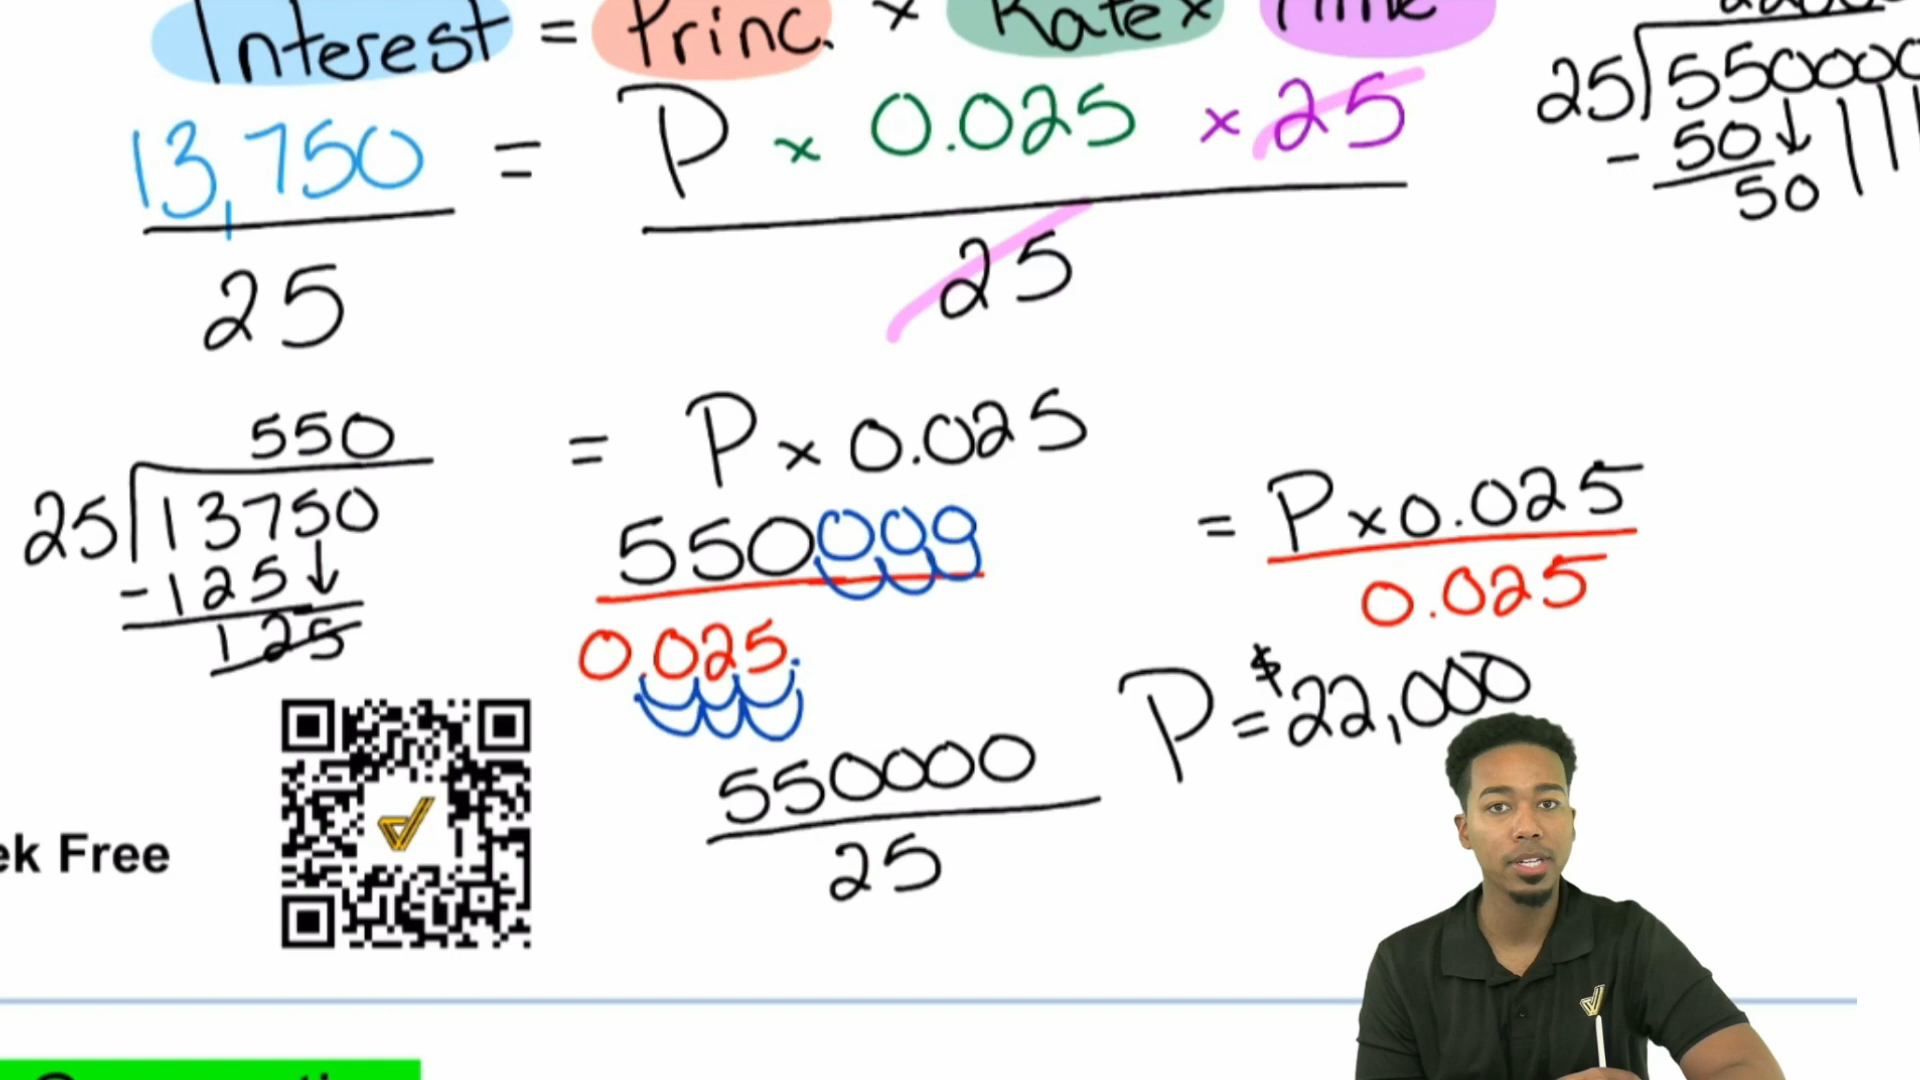 Interest = Princ. × Rate × Time
13,750 = P × 0.025 × 25
25 25
550
25 13750
-125
125
= P × 0.025
550000
0.025.
550000
25
= P × 0.025
0.025
P = $22,000
25 550000
- 50
50
ek Free